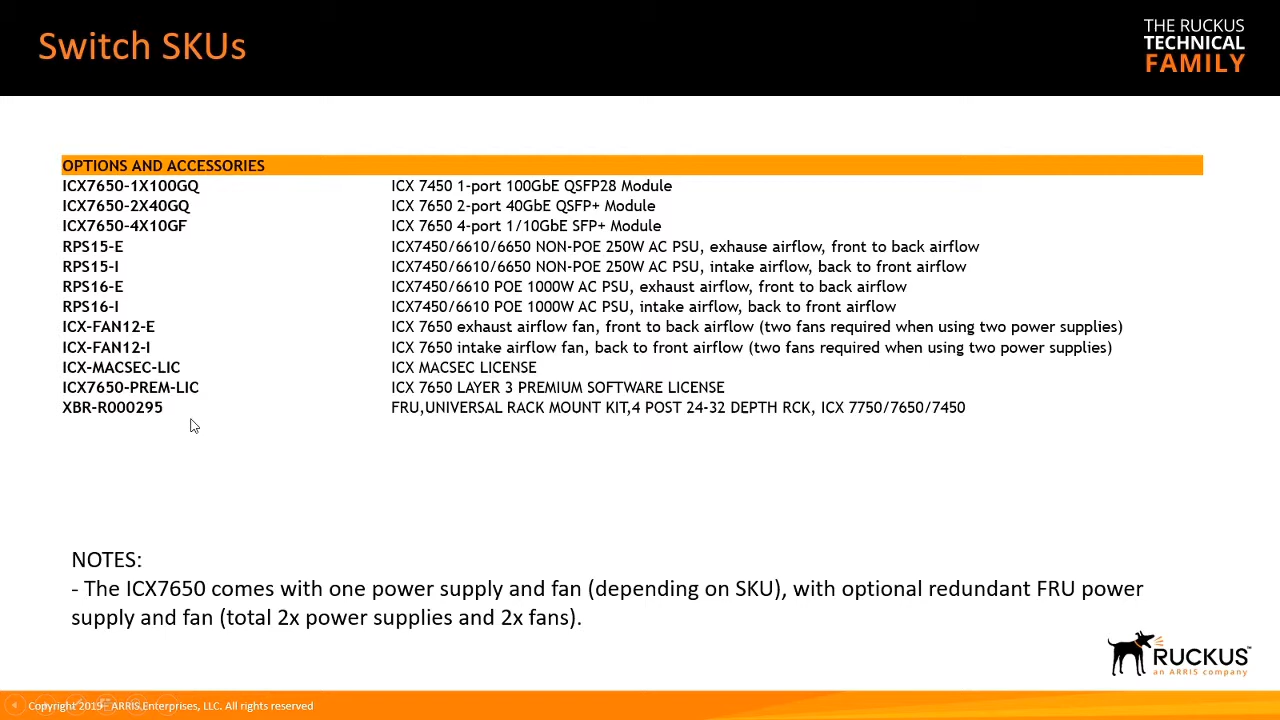 Switch SKUs
THE RUCKUS
TECHNICAL
FAMILY
OPTIONS AND ACCESSORIES
ICX7650-1X100GQ ICX 7450 1-port 100GbE QSFP28 Module
ICX7650-2X40GQ ICX 7650 2-port 40GbE QSFP+ Module
ICX7650-4X10GF ICX 7650 4-port 1/10GbE SFP+ Module
RPS15-E ICX7450/6610/6650 NON-POE 250W AC PSU, exhause airflow, front to back airflow
RPS15-I ICX7450/6610/6650 NON-POE 250W AC PSU, intake airflow, back to front airflow
RPS16-E ICX7450/6610 POE 1000W AC PSU, exhaust airflow, front to back airflow
RPS16-I ICX7450/6610 POE 1000W AC PSU, intake airflow, back to front airflow
ICX-FAN12-E ICX 7650 exhaust airflow fan, front to back airflow (two fans required when using two power supplies)
ICX-FAN12-I ICX 7650 intake airflow fan, back to front airflow (two fans required when using two power supplies)
ICX-MACSEC-LIC ICX MACSEC LICENSE
ICX7650-PREM-LIC ICX 7650 LAYER 3 PREMIUM SOFTWARE LICENSE
XBR-R000295 FRU,UNIVERSAL RACK MOUNT KIT,4 POST 24-32 DEPTH RCK, ICX 7750/7650/7450
NOTES:
- The ICX7650 comes with one power supply and fan (depending on SKU), with optional redundant FRU power
supply and fan (total 2x power supplies and 2x fans).
RUCKUS™
an ARRIS company
Copyright 2019– ARRIS Enterprises, LLC. All rights reserved